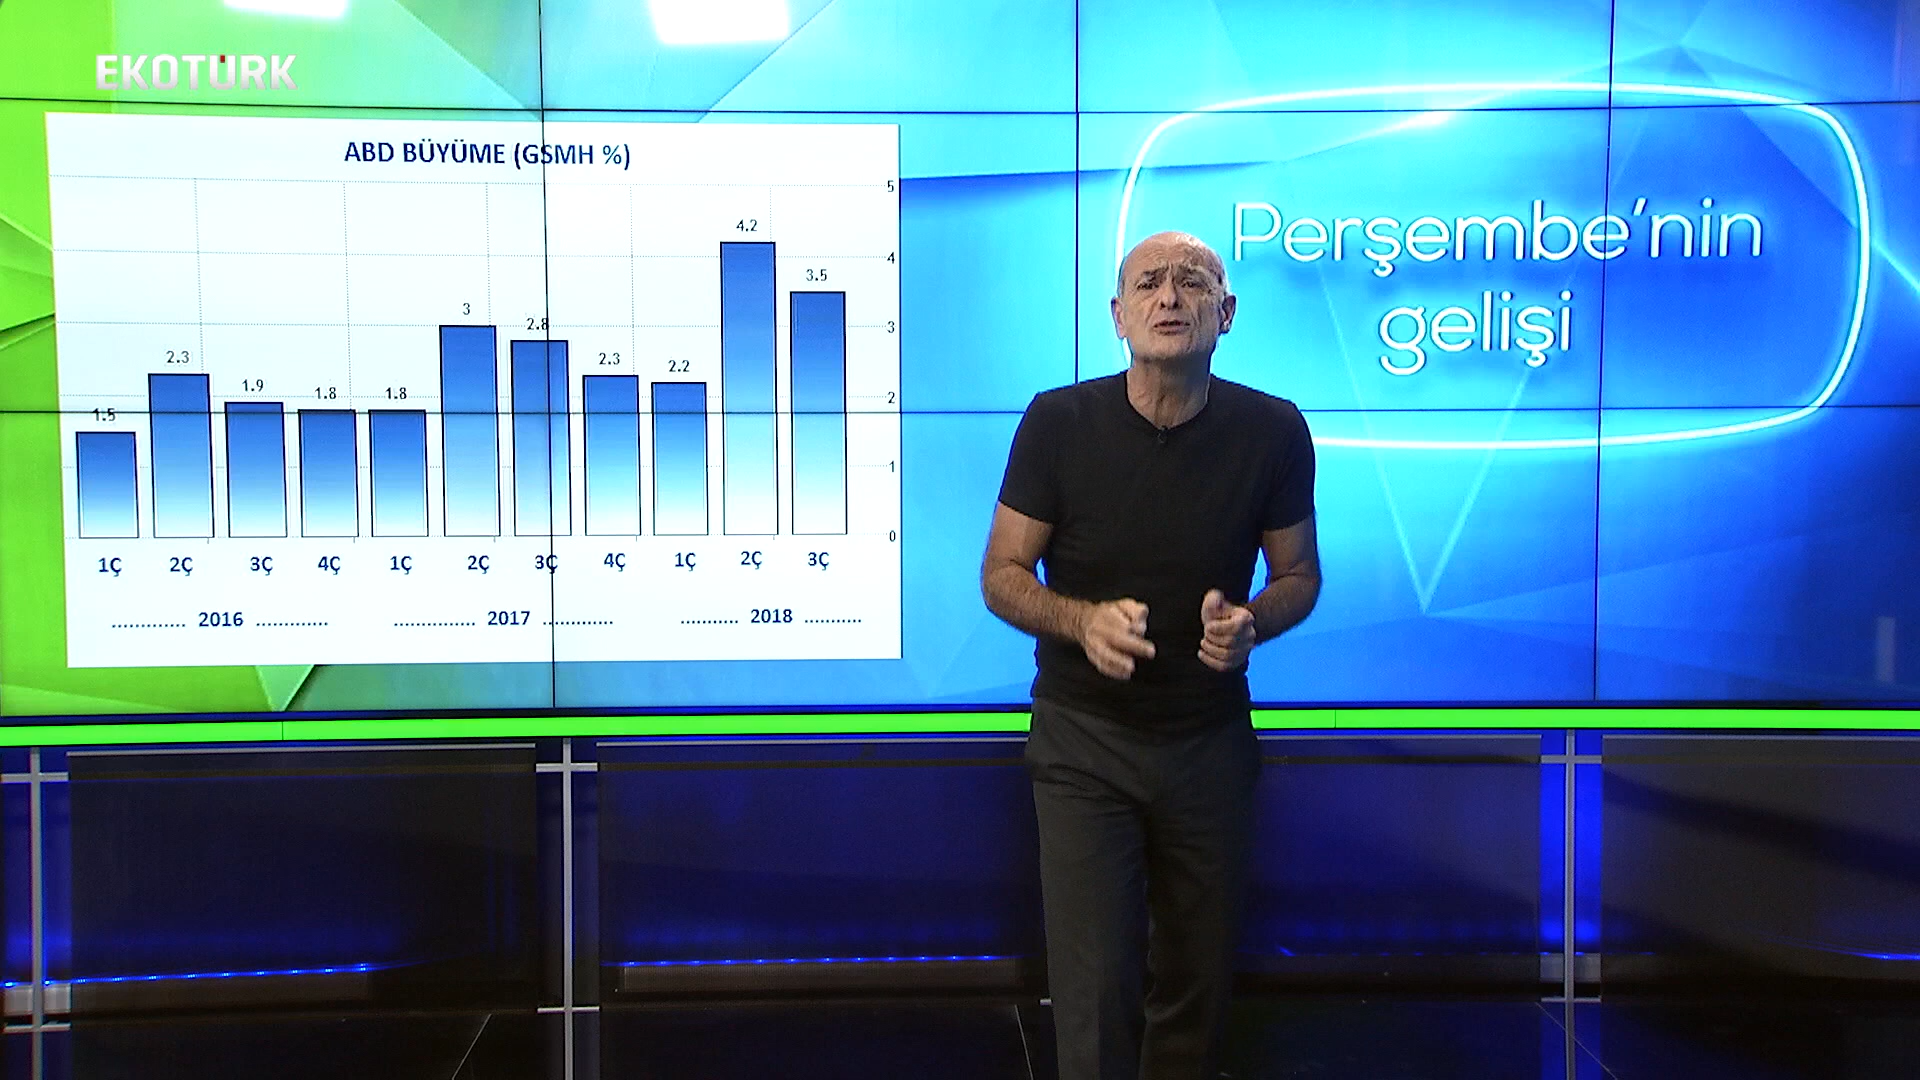 EKOTÜRK
ABD BÜYÜME (GSMH %)
5
4
3
2
1
0
1.5
2.3
1.9
1.8
1.8
3
2.8
2.3
2.2
4.2
3.5
1Ç 2Ç 3Ç 4Ç 1Ç 2Ç 3Ç 4Ç 1Ç 2Ç 3Ç
............. 2016 ............. ............. 2017 ............. .......... 2018 ..........
Perşembe'nin
gelişi